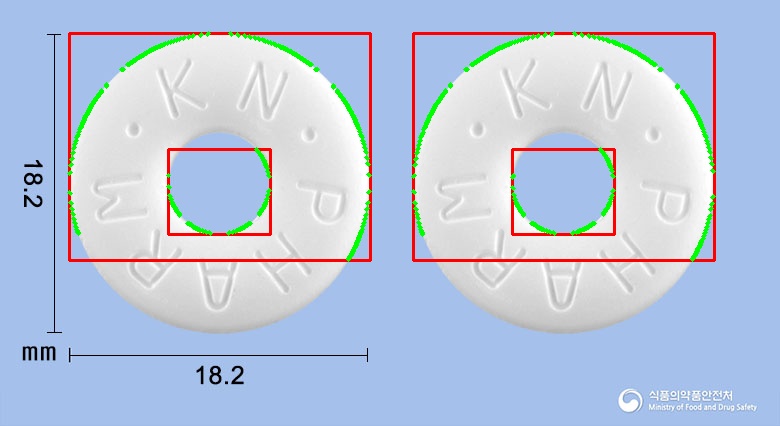 · K N · P H A R M
· K N · P H A R M
18.2
mm
18.2
식품의약품안전처
Ministry of Food and Drug Safety